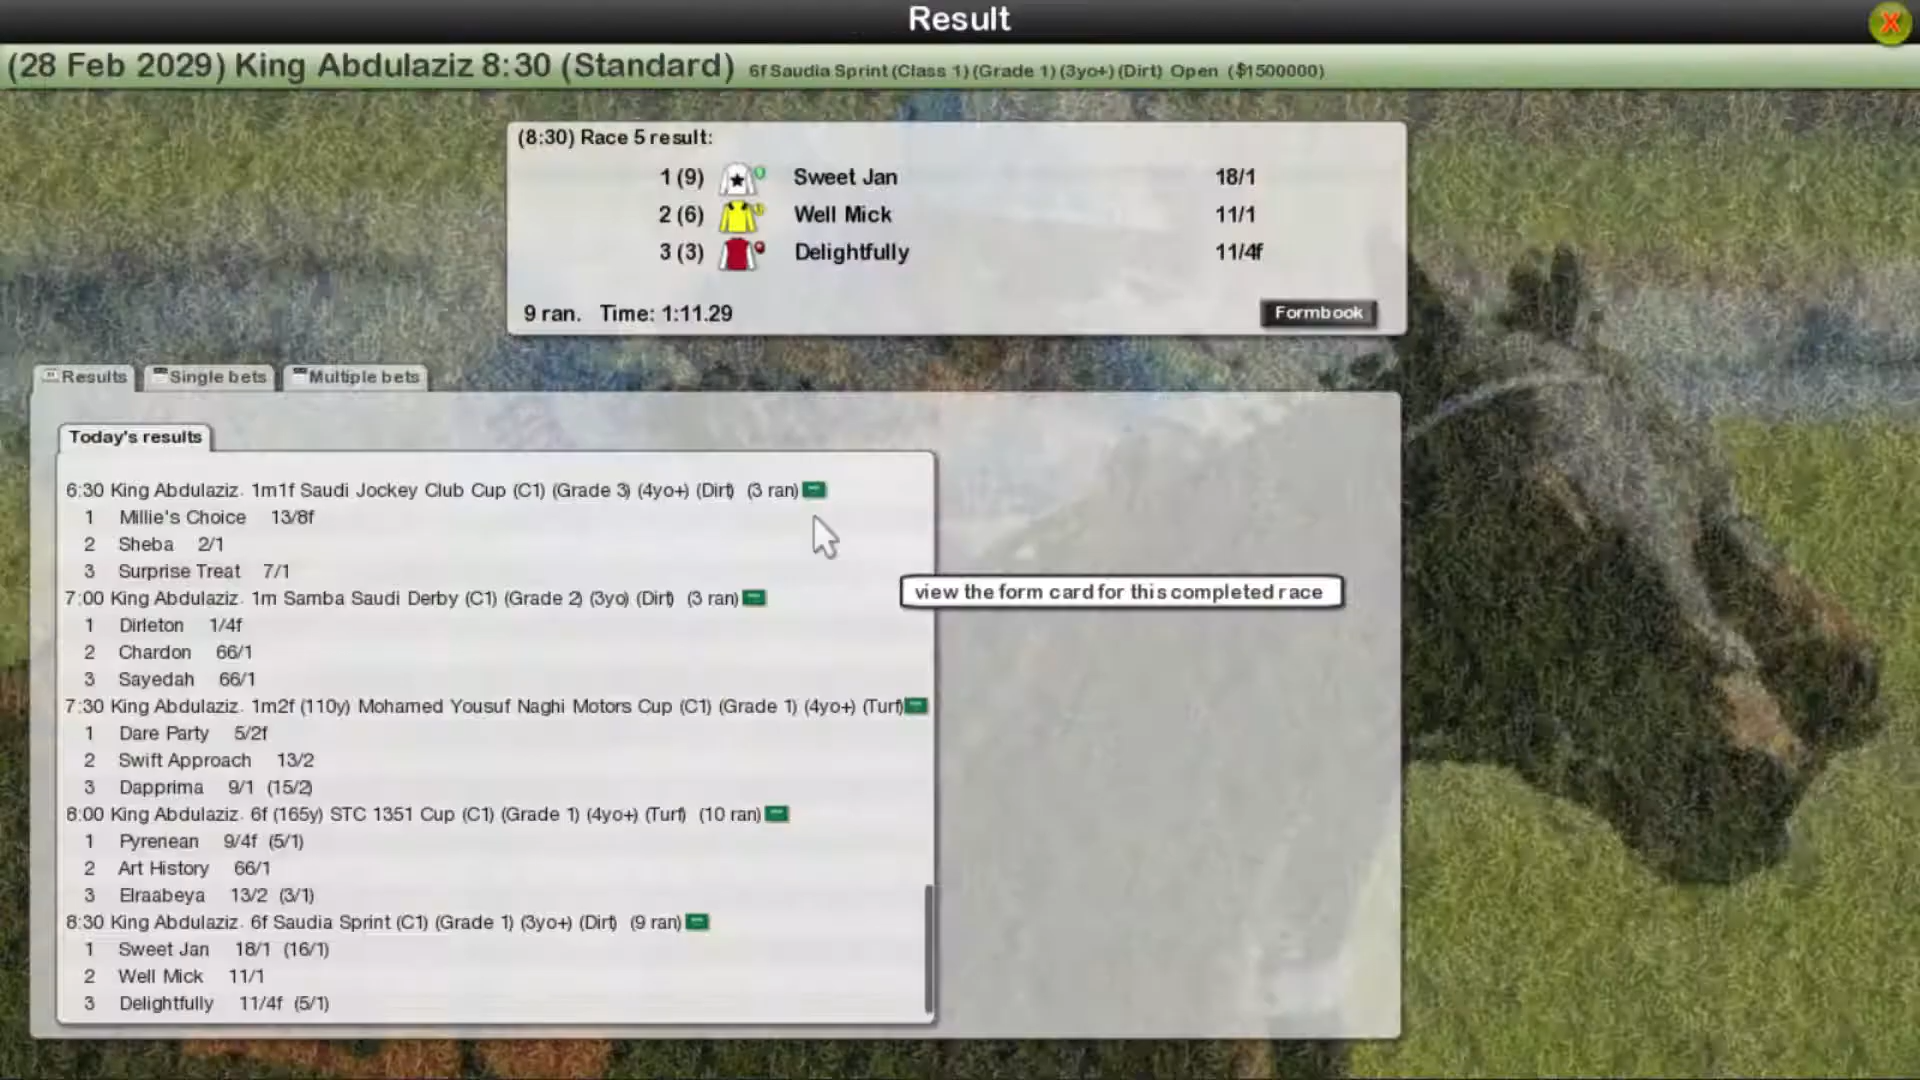 Result
X
(28 Feb 2029) King Abdulaziz 8:30 (Standard) 6f Saudia Sprint (Class 1) (Grade 1) (3yo+) (Dirt) Open ($1500000)
(8:30) Race 5 result:
1 (9) Sweet Jan 18/1
2 (6) Well Mick 11/1
3 (3) Delightfully 11/4f
9 ran. Time: 1:11.29 Formbook
Results Single bets Multiple bets
Today's results
6:30 King Abdulaziz. 1m1f Saudi Jockey Club Cup (C1) (Grade 3) (4yo+) (Dirt) (3 ran)
1 Millie's Choice 13/8f
2 Sheba 2/1
3 Surprise Treat 7/1
view the form card for this completed race
7:00 King Abdulaziz. 1m Samba Saudi Derby (C1) (Grade 2) (3yo) (Dirt) (3 ran)
1 Dirleton 1/4f
2 Chardon 66/1
3 Sayedah 66/1
7:30 King Abdulaziz. 1m2f (110y) Mohamed Yousuf Naghi Motors Cup (C1) (Grade 1) (4yo+) (Turf)
1 Dare Party 5/2f
2 Swift Approach 13/2
3 Dapprima 9/1 (15/2)
8:00 King Abdulaziz. 6f (165y) STC 1351 Cup (C1) (Grade 1) (4yo+) (Turf) (10 ran)
1 Pyrenean 9/4f (5/1)
2 Art History 66/1
3 Elraabeya 13/2 (3/1)
8:30 King Abdulaziz. 6f Saudia Sprint (C1) (Grade 1) (3yo+) (Dirt) (9 ran)
1 Sweet Jan 18/1 (16/1)
2 Well Mick 11/1
3 Delightfully 11/4f (5/1)